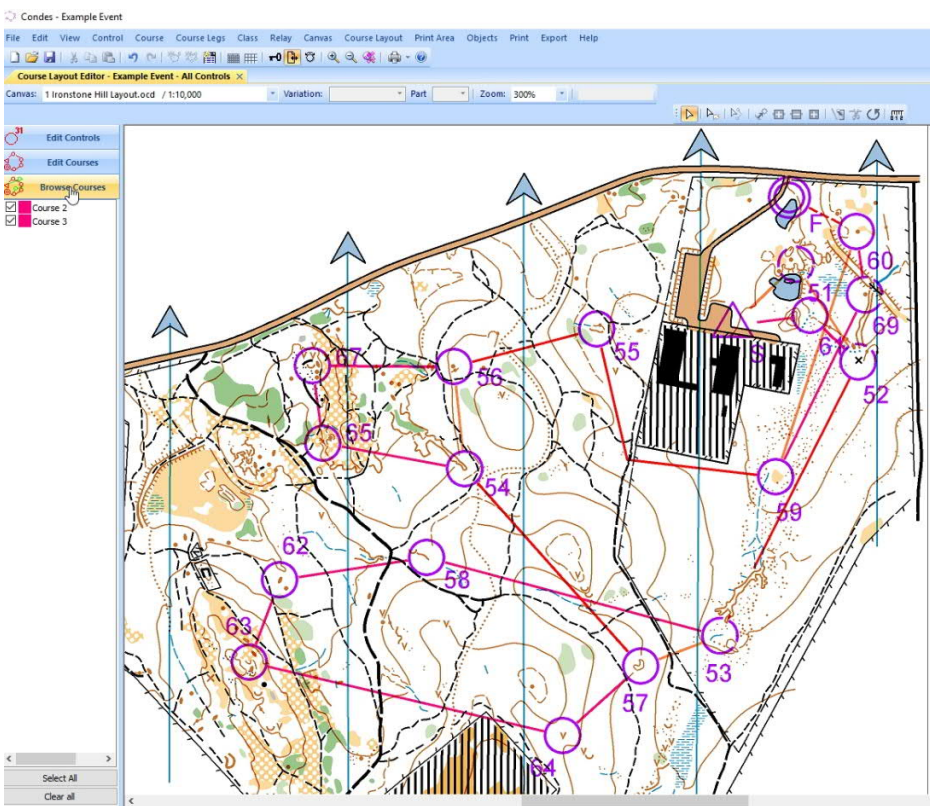 Condes - Example Event
File Edit View Control Course Course Legs Class Relay Canvas Course Layout Print Area Objects Print Export Help
Course Layout Editor - Example Event - All Controls ×
Canvas: 1 Ironstone Hill Layout.ocd / 1:10,000 Variation: Part Zoom: 300%
31
Edit Controls
Edit Courses
Browse Courses
Course 2
Course 3
F
60
51
69
67
55
S
52
56
65
54
59
62
58
63
53
57
64
Select All
Clear all